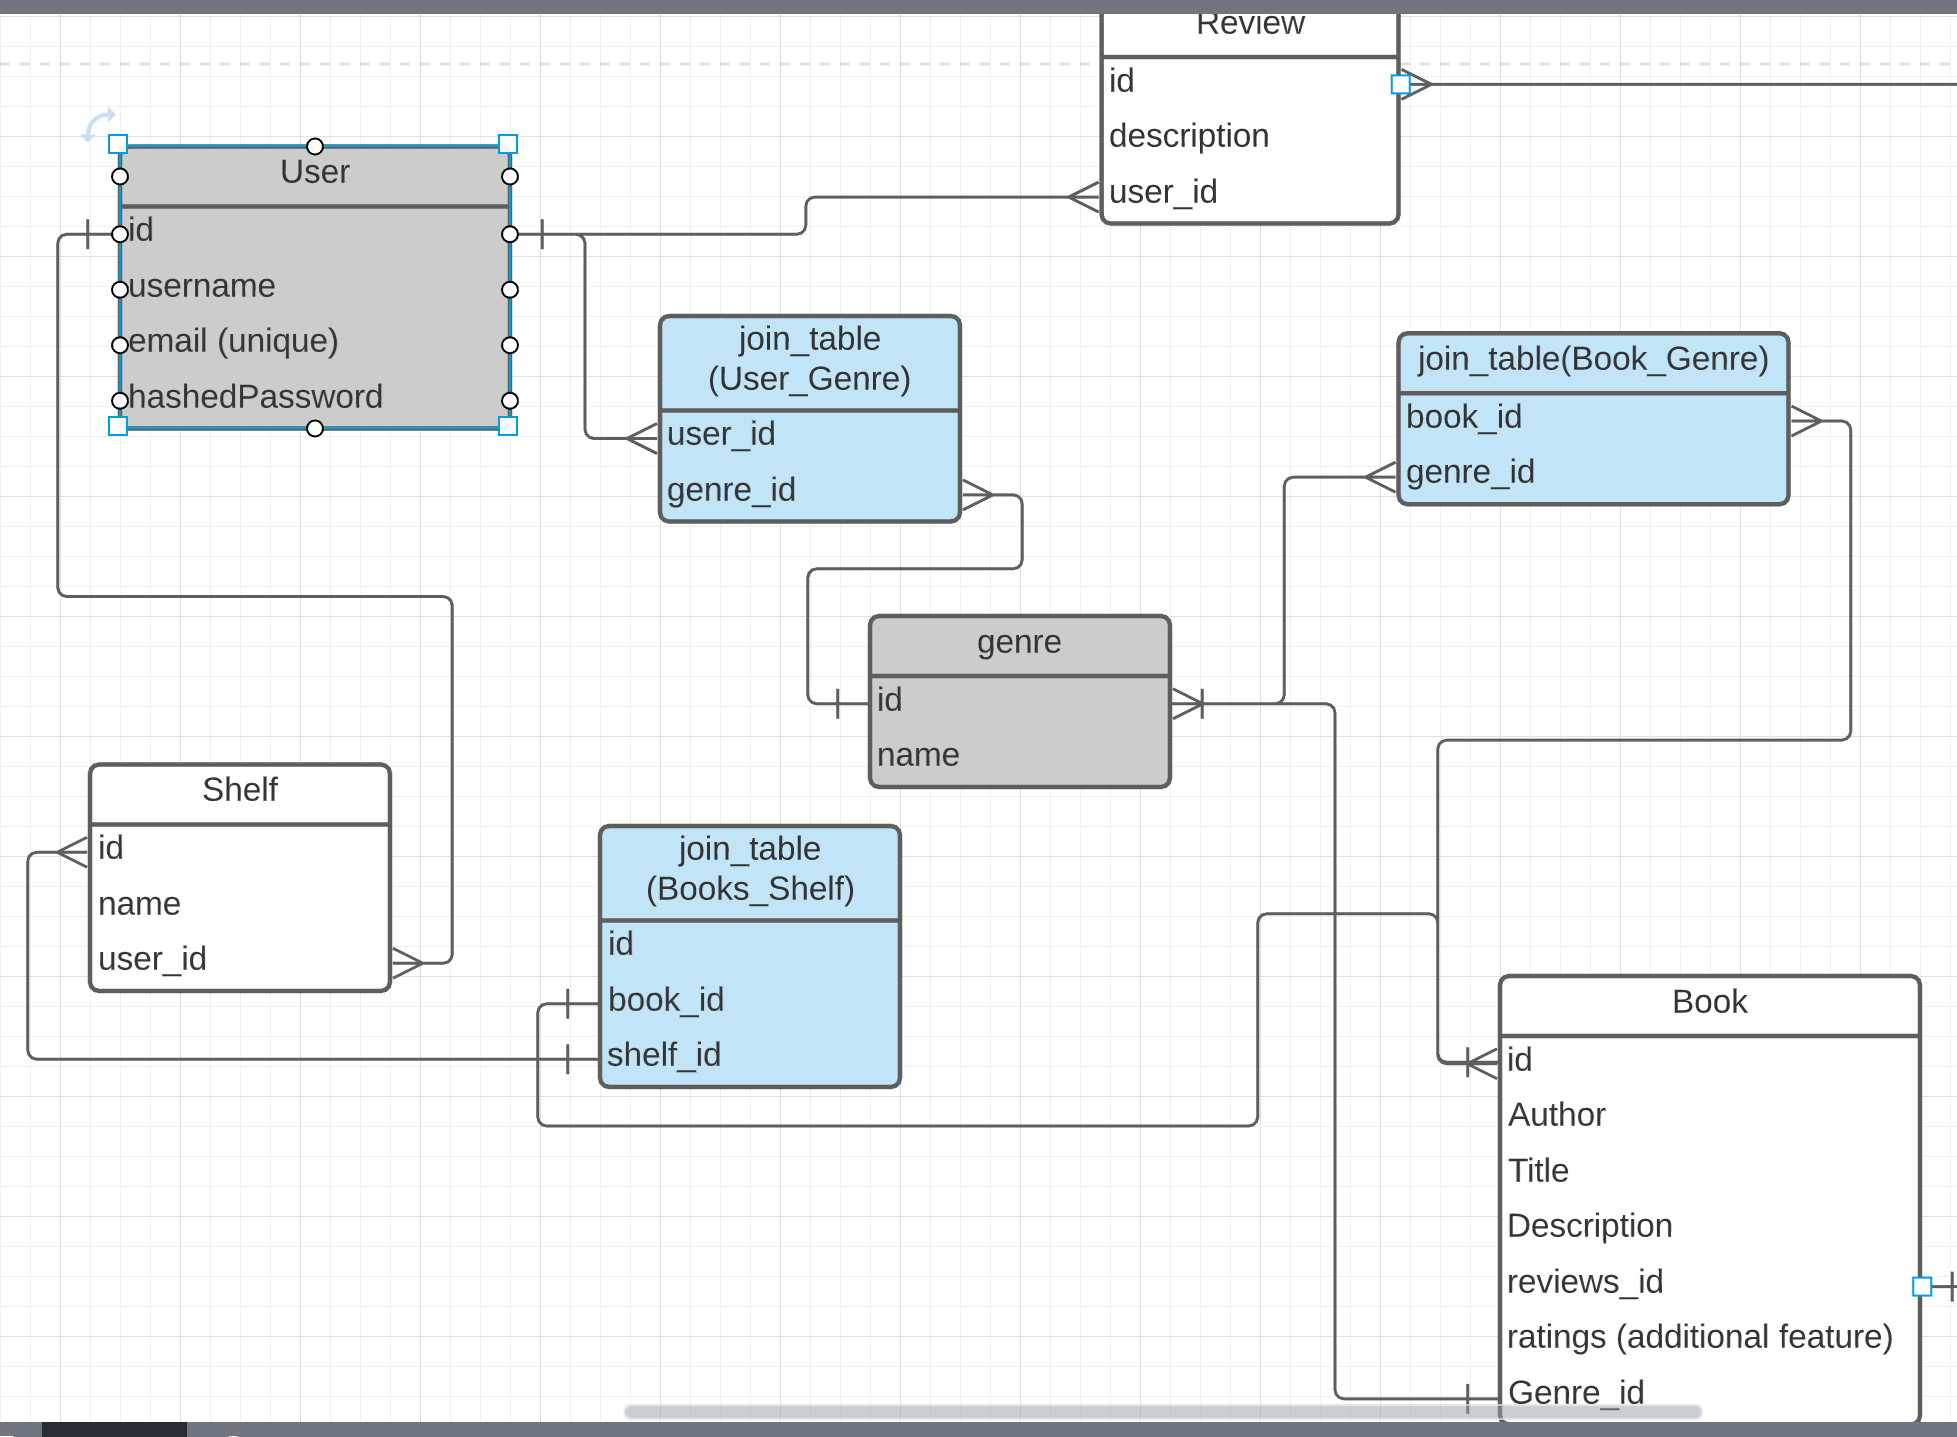 Review
id
description
user_id
User
id
username
email (unique)
hashedPassword
join_table
(User_Genre)
user_id
genre_id
join_table(Book_Genre)
book_id
genre_id
genre
id
name
Shelf
id
name
user_id
join_table
(Books_Shelf)
id
book_id
shelf_id
Book
id
Author
Title
Description
reviews_id
ratings (additional feature)
Genre_id